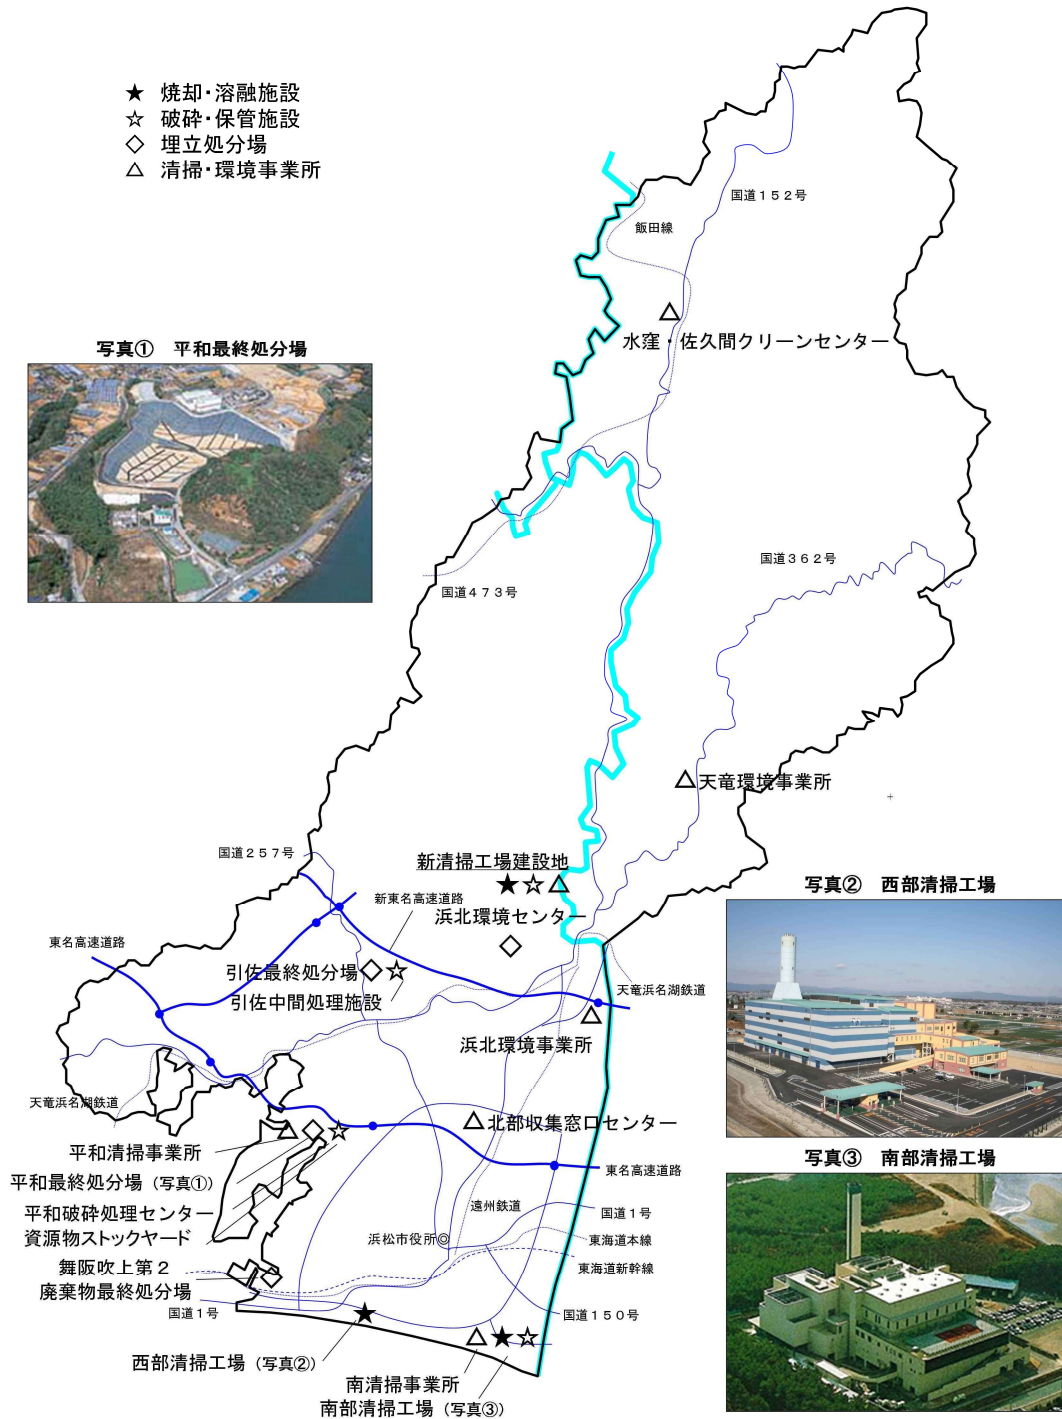 ★ 焼却・溶融施設
☆ 破砕・保管施設
◇ 埋立処分場
△ 清掃・環境事業所
国道１５２号
飯田線
水窪・佐久間クリーンセンター
写真① 平和最終処分場
国道３６２号
国道４７３号
天竜環境事業所
国道２５７号
新清掃工場建設地
写真② 西部清掃工場
新東名高速道路
浜北環境センター
東名高速道路
引佐最終処分場
引佐中間処理施設
天竜浜名湖鉄道
浜北環境事業所
天竜浜名湖鉄道
北部収集窓口センター
平和清掃事業所
写真③ 南部清掃工場
東名高速道路
平和最終処分場（写真①）
遠州鉄道
国道１号
平和破砕処理センター
資源物ストックヤード
浜松市役所◎
東海道本線
舞阪吹上第２
廃棄物最終処分場
東海道新幹線
国道１号
国道１５０号
西部清掃工場（写真②）
南清掃事業所
南部清掃工場（写真③）